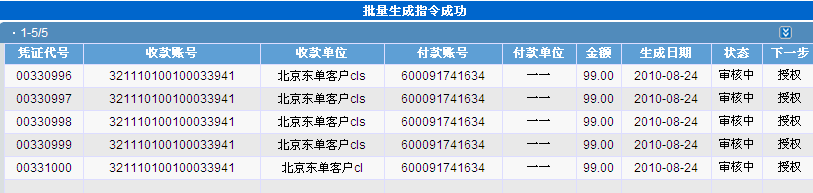 批量生成指令成功
· 1-5/5
凭证代号 收款账号 收款单位 付款账号 付款单位 金额 生成日期 状态 下一步
00330996 321110100100033941 北京东单客户cls 600091741634 一一 99.00 2010-08-24 审核中 授权
00330997 321110100100033941 北京东单客户cls 600091741634 一一 99.00 2010-08-24 审核中 授权
00330998 321110100100033941 北京东单客户cls 600091741634 一一 99.00 2010-08-24 审核中 授权
00330999 321110100100033941 北京东单客户cls 600091741634 一一 99.00 2010-08-24 审核中 授权
00331000 321110100100033941 北京东单客户cl 600091741634 一一 99.00 2010-08-24 审核中 授权